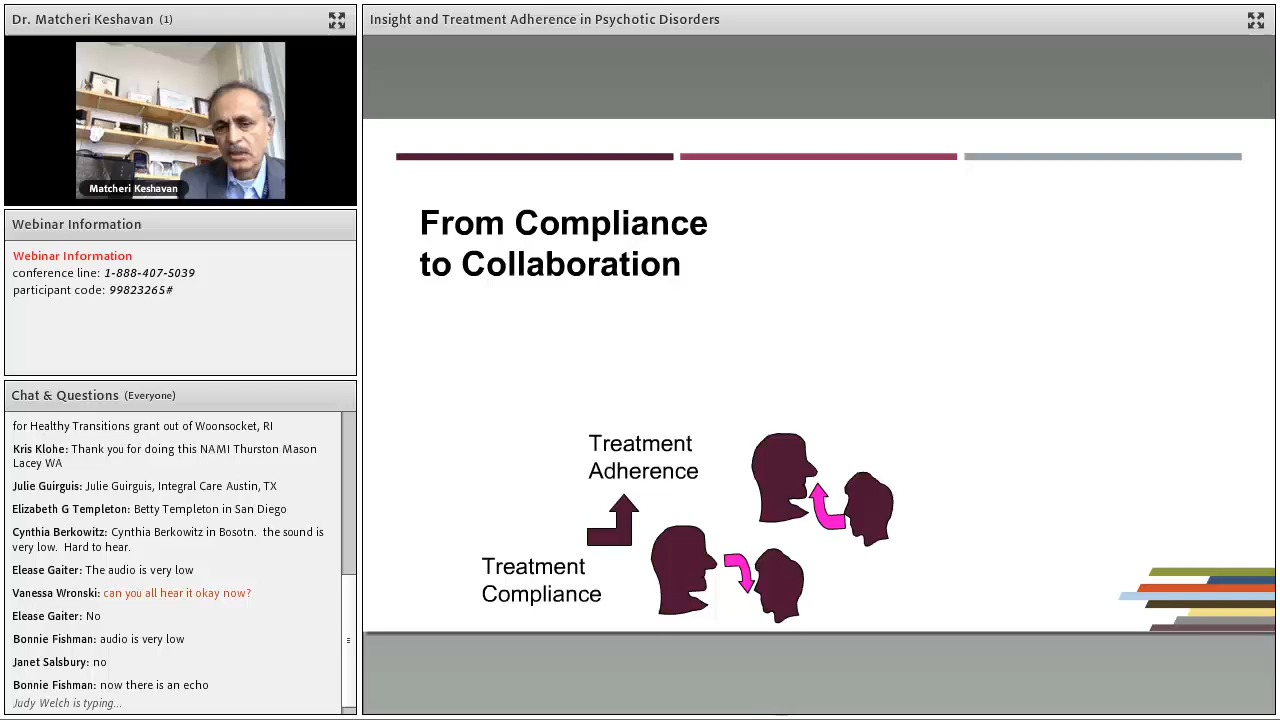 Dr. Matcheri Keshavan (1)
Matcheri Keshavan
Webinar Information
Webinar Information
conference line: 1-888-407-5039
participant code: 99823265#
Chat & Questions (Everyone)
for Healthy Transitions grant out of Woonsocket, RI
Kris Klohe: Thank you for doing this NAMI Thurston Mason
Lacey WA
Julie Guirguis: Julie Guirguis, Integral Care Austin, TX
Elizabeth G Templeton: Betty Templeton in San Diego
Cynthia Berkowitz: Cynthia Berkowitz in Bosotn.  the sound is
very low.  Hard to hear.
Elease Gaiter: The audio is very low
Vanessa Wronski: can you all hear it okay now?
Elease Gaiter: No
Bonnie Fishman: audio is very low
Janet Salsbury: no
Bonnie Fishman: now there is an echo
Judy Welch is typing...
Insight and Treatment Adherence in Psychotic Disorders
From Compliance
to Collaboration
Treatment
Adherence
Treatment
Compliance